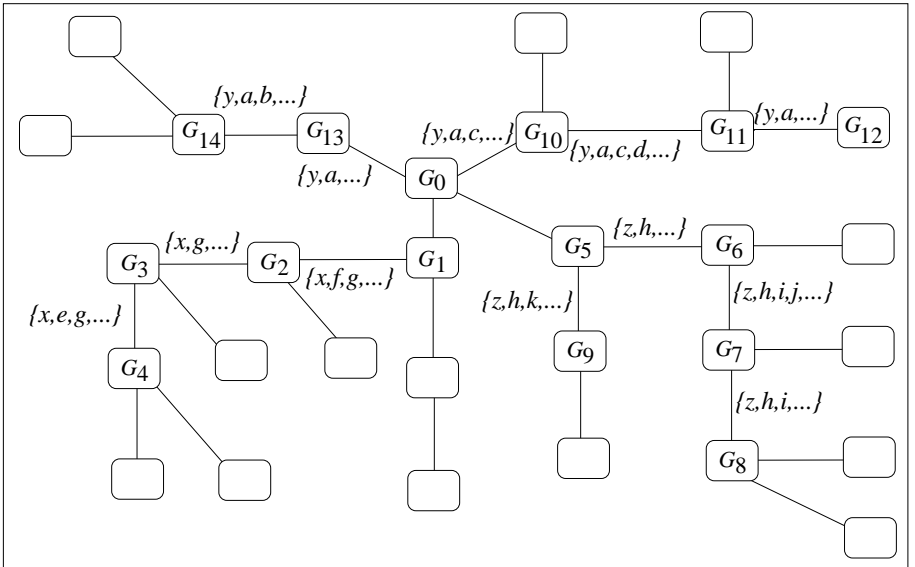 {y,a,b,...}
G14
G13
{y,a,...}
{y,a,c,...}
G10
{y,a,c,d,...}
G11
{y,a,...}
G12
G0
G3
{x,g,...}
G2
{x,f,g,...}
G1
G5
{z,h,...}
G6
{x,e,g,...}
G4
{z,h,k,...}
G9
{z,h,i,j,...}
G7
{z,h,i,...}
G8